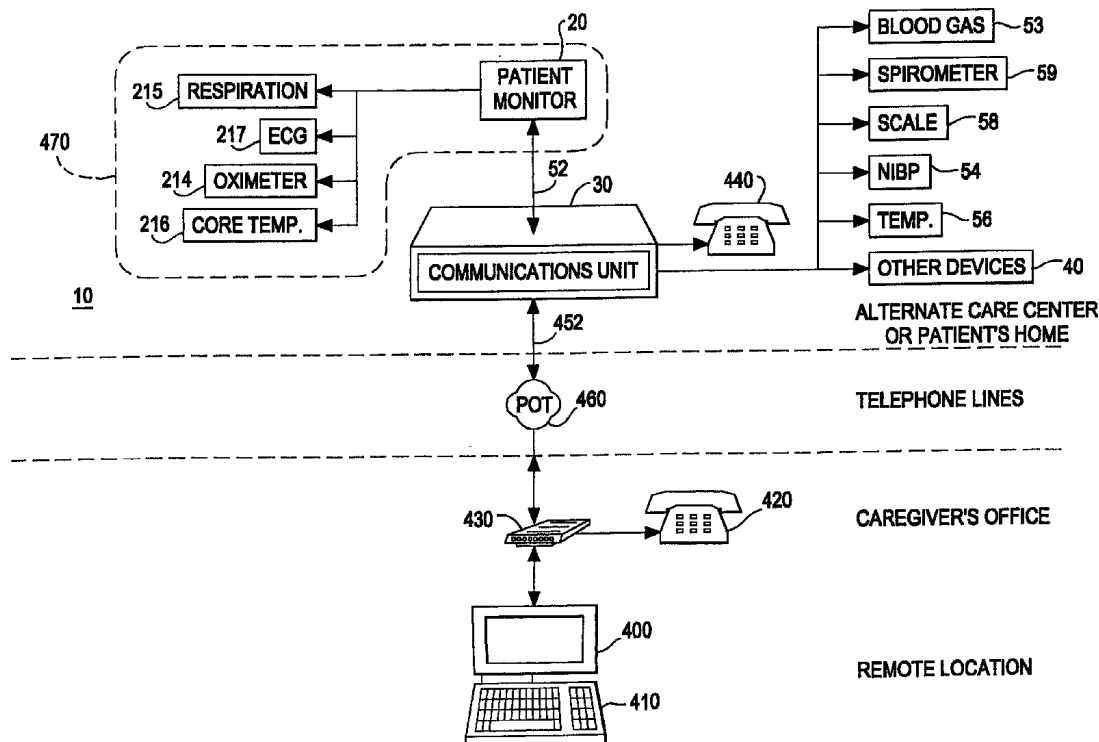 20
BLOOD GAS
53
215
RESPIRATION
PATIENT
MONITOR
SPIROMETER
59
217
ECG
SCALE
58
470
214
OXIMETER
52
30
440
NIBP
54
216
CORE TEMP.
TEMP.
56
COMMUNICATIONS UNIT
OTHER DEVICES
40
10
452
ALTERNATE CARE CENTER
OR PATIENT'S HOME
POT
460
TELEPHONE LINES
430
420
CAREGIVER'S OFFICE
400
REMOTE LOCATION
410